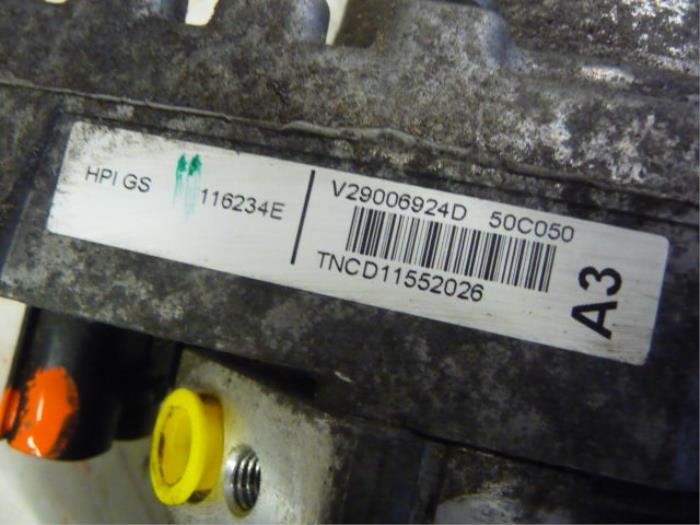 HPI GS 116234E
V29006924D 50C050
TNCD11552026
A3